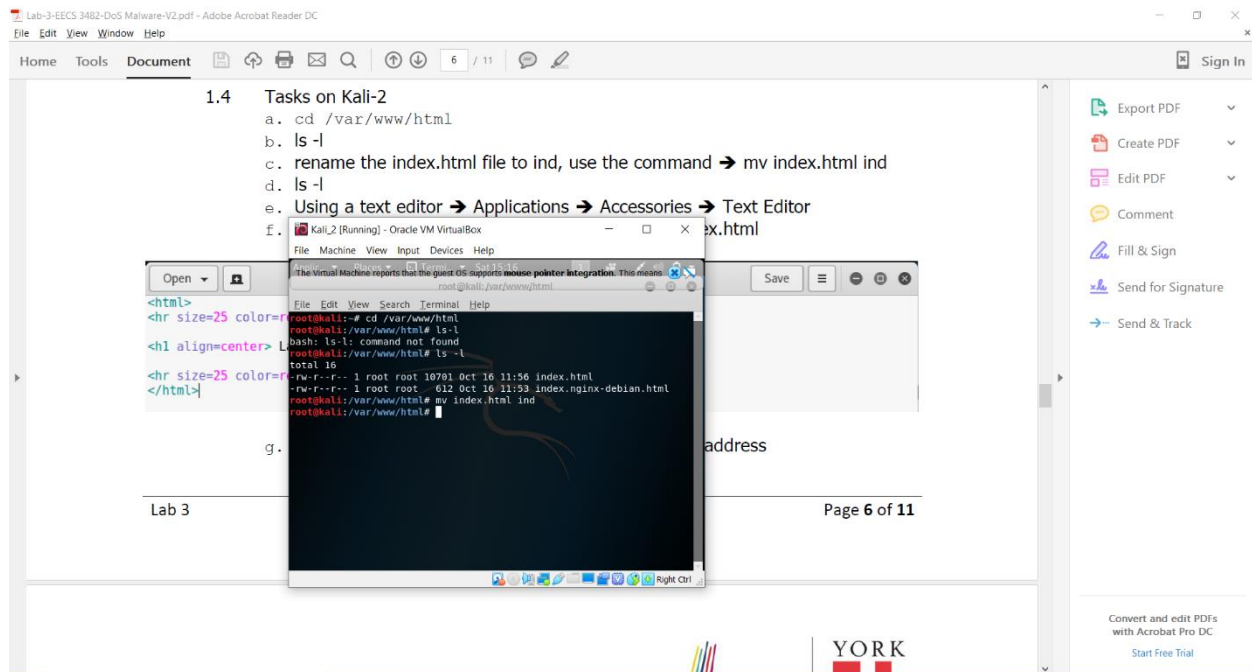 Lab-3-EECS 3482-DoS Malware-V2.pdf - Adobe Acrobat Reader DC
File Edit View Window Help
Home Tools Document 6 / 11 Sign In
1.4 Tasks on Kali-2
a. cd /var/www/html
b. ls -l
c. rename the index.html file to ind, use the command ➔ mv index.html ind
d. ls -l
e. Using a text editor ➔ Applications ➔ Accessories ➔ Text Editor
f. ex.html
Kali_2 [Running] - Oracle VM VirtualBox
File Machine View Input Devices Help
The Virtual Machine reports that the guest OS supports mouse pointer integration. This means
root@kali: /var/www/html
File Edit View Search Terminal Help
root@kali:~# cd /var/www/html
root@kali:/var/www/html# ls-l
bash: ls-l: command not found
root@kali:/var/www/html# ls -l
total 16
-rw-r--r-- 1 root root 10701 Oct 16 11:56 index.html
-rw-r--r-- 1 root root 612 Oct 16 11:53 index.nginx-debian.html
root@kali:/var/www/html# mv index.html ind
root@kali:/var/www/html#
Right Ctrl
Open Save
<html>
<hr size=25 color=r
<h1 align=center> L
<hr size=25 color=r
</html>
g. address
Lab 3 Page 6 of 11
YORK
Export PDF
Create PDF
Edit PDF
Comment
Fill & Sign
Send for Signature
Send & Track
Convert and edit PDFs
with Acrobat Pro DC
Start Free Trial